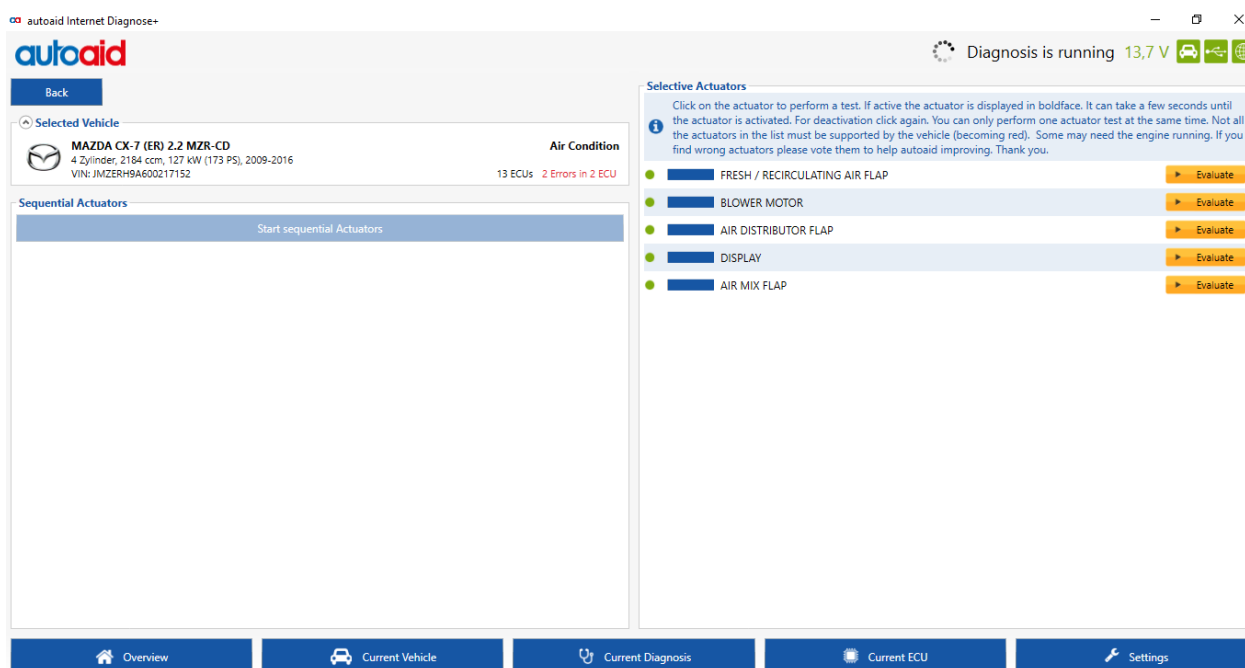 autoaid Internet Diagnose+
autoaid
Diagnosis is running 13,7 V
Back
Selected Vehicle
MAZDA CX-7 (ER) 2.2 MZR-CD
Air Condition
4 Zylinder, 2184 ccm, 127 kW (173 PS), 2009-2016
VIN: JMZERH9A600217152
13 ECUs 2 Errors in 2 ECU
Sequential Actuators
Start sequential Actuators
Selective Actuators
Click on the actuator to perform a test. If active the actuator is displayed in boldface. It can take a few seconds until
the actuator is activated. For deactivation click again. You can only perform one actuator test at the same time. Not all
the actuators in the list must be supported by the vehicle (becoming red). Some may need the engine running. If you
find wrong actuators please vote them to help autoaid improving. Thank you.
FRESH / RECIRCULATING AIR FLAP Evaluate
BLOWER MOTOR Evaluate
AIR DISTRIBUTOR FLAP Evaluate
DISPLAY Evaluate
AIR MIX FLAP Evaluate
Overview
Current Vehicle
Current Diagnosis
Current ECU
Settings